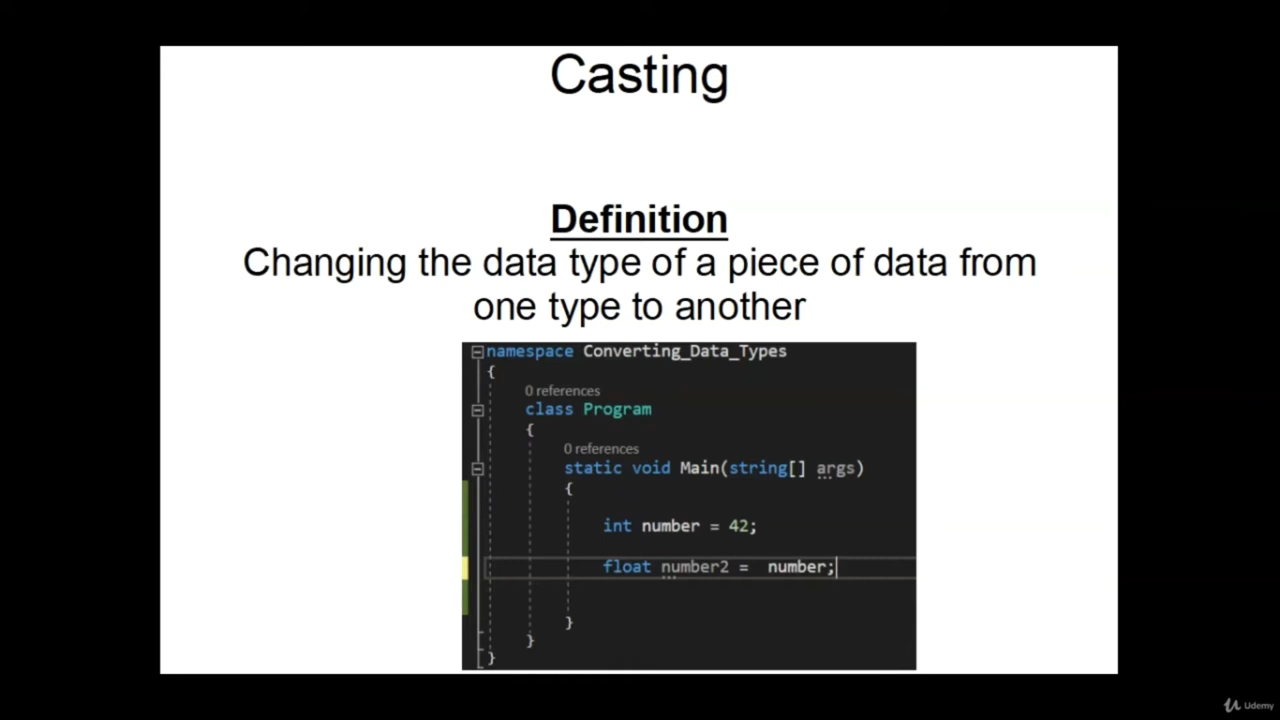 Casting
Definition
Changing the data type of a piece of data from
one type to another
namespace Converting_Data_Types
{
0 references
class Program
{
0 references
static void Main(string[] args)
{
int number = 42;
float number2 =  number;
}
}
}
Udemy